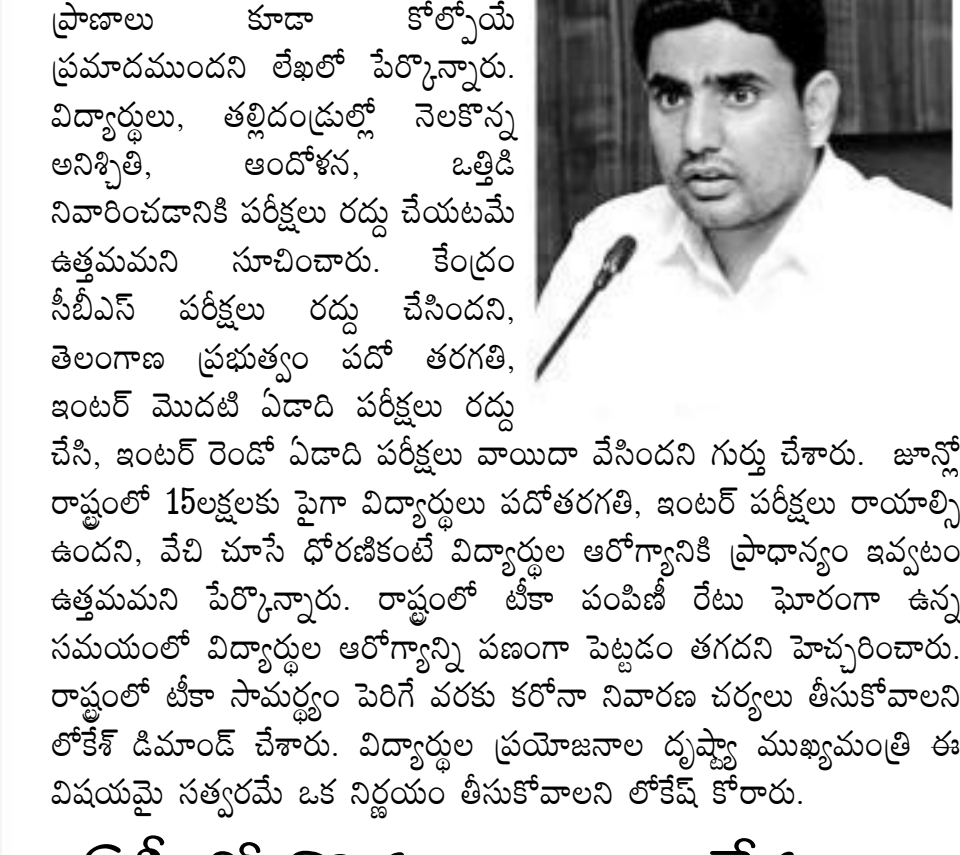 ప్రాణాలు కూడా కోల్పోయే
ప్రమాదముందని లేఖలో పేర్కొన్నారు.
విద్యార్థులు, తల్లిదండ్రుల్లో నెలకొన్న
అనిశ్చితి, ఆందోళన, ఒత్తిడి
నివారించడానికి పరీక్షలు రద్దు చేయటమే
ఉత్తమమని సూచించారు. కేంద్రం
సీబీఎస్ పరీక్షలు రద్దు చేసిందని,
తెలంగాణ ప్రభుత్వం పదో తరగతి,
ఇంటర్ మొదటి ఏడాది పరీక్షలు రద్దు
చేసి, ఇంటర్ రెండో ఏడాది పరీక్షలు వాయిదా వేసిందని గుర్తు చేశారు. జూన్లో
రాష్ట్రంలో 15లక్షలకు పైగా విద్యార్థులు పదోతరగతి, ఇంటర్ పరీక్షలు రాయాల్సి
ఉందని, వేచి చూసే ధోరణికంటే విద్యార్థుల ఆరోగ్యానికి ప్రాధాన్యం ఇవ్వటం
ఉత్తమమని పేర్కొన్నారు. రాష్ట్రంలో టీకా పంపిణీ రేటు ఘోరంగా ఉన్న
సమయంలో విద్యార్థుల ఆరోగ్యాన్ని పణంగా పెట్టడం తగదని హెచ్చరించారు.
రాష్ట్రంలో టీకా సామర్థ్యం పెరిగే వరకు కరోనా నివారణ చర్యలు తీసుకోవాలని
లోకేశ్ డిమాండ్ చేశారు. విద్యార్థుల ప్రయోజనాల దృష్ట్యా ముఖ్యమంత్రి ఈ
విషయమై సత్వరమే ఒక నిర్ణయం తీసుకోవాలని లోకేష్ కోరారు.